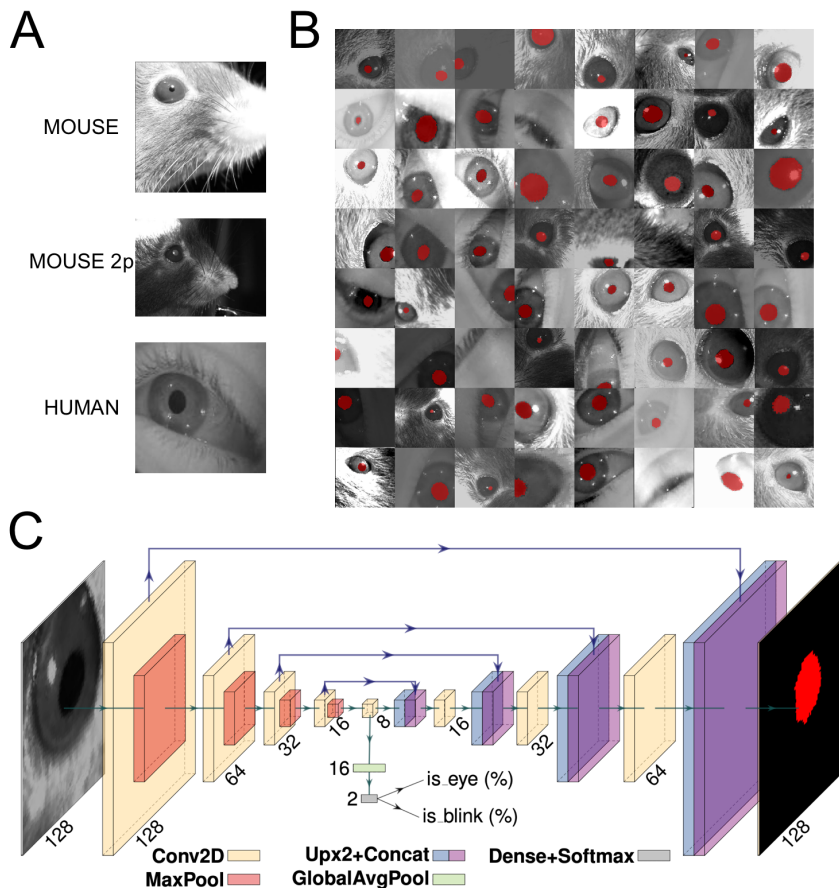 A
B
MOUSE
MOUSE 2p
HUMAN
C
128
128
64
32
16
8
16
32
64
128
16
2
is_eye (%)
is_blink (%)
Conv2D
Upx2+Concat
Dense+Softmax
MaxPool
GlobalAvgPool